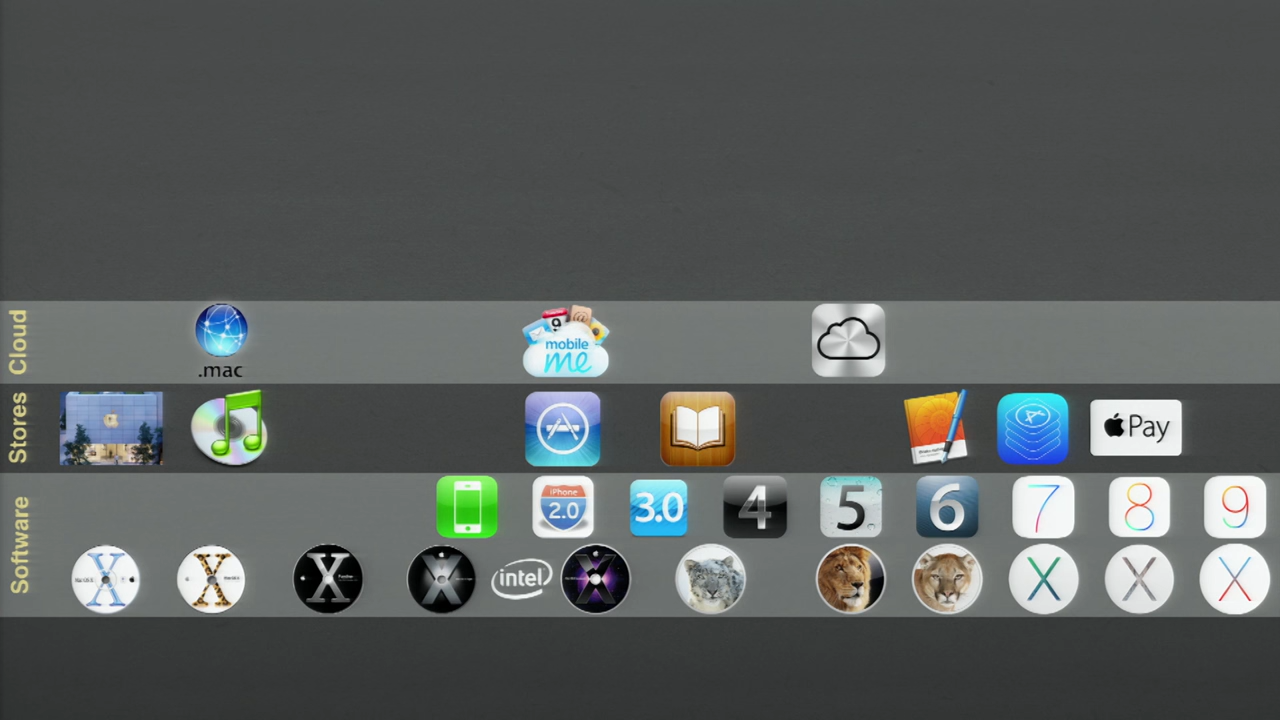 Cloud
.mac
9
@
mobile
me
Stores
Pay
Software
iPhone
2.0
3.0
4
5
6
7
8
9
X
X
X
X
intel
X
X
X
X